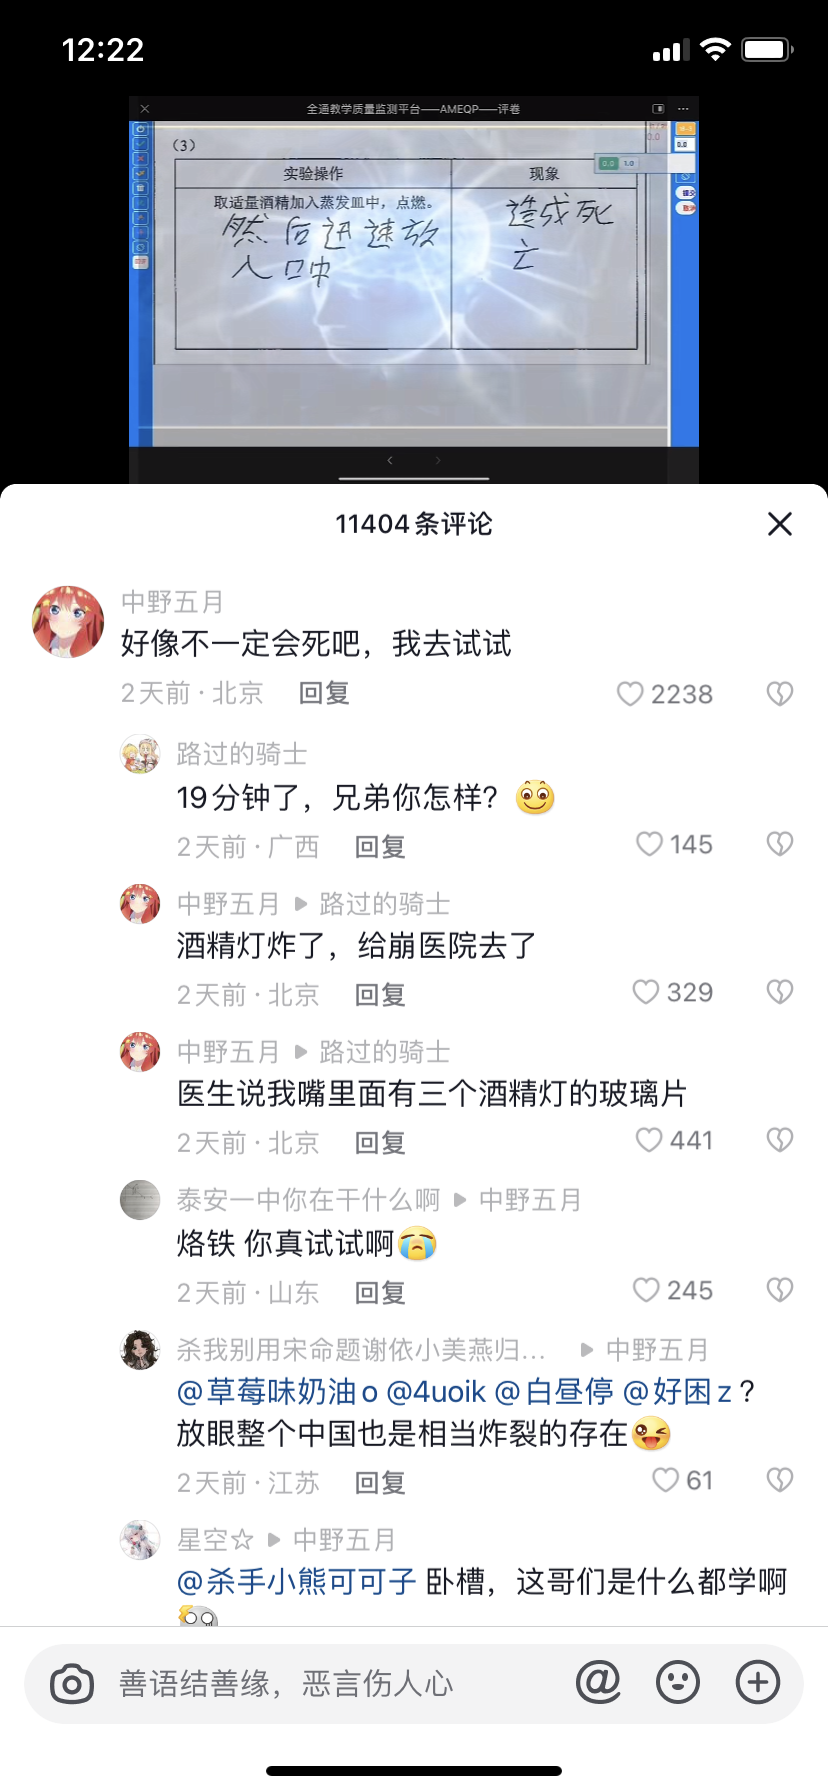 12:22
全通教学质量监测平台——AMEQP——评卷
(3)
实验操作
现象
取适量酒精加入蒸发皿中，点燃。
然后迅速放
入口中
造成死
亡
0.0
0.0 1.0
11404条评论
中野五月
好像不一定会死吧，我去试试
2天前·北京 回复 2238
路过的骑士
19分钟了，兄弟你怎样？
2天前·广西 回复 145
中野五月 ▶ 路过的骑士
酒精灯炸了，给崩医院去了
2天前·北京 回复 329
中野五月 ▶ 路过的骑士
医生说我嘴里面有三个酒精灯的玻璃片
2天前·北京 回复 441
泰安一中你在干什么啊 ▶ 中野五月
烙铁 你真试试啊
2天前·山东 回复 245
杀我别用宋命题谢依小美燕归... ▶ 中野五月
@草莓味奶油o @4uoik @白昼停 @好困z？
放眼整个中国也是相当炸裂的存在
2天前·江苏 回复 61
星空☆ ▶ 中野五月
@杀手小熊可可子 卧槽，这哥们是什么都学啊
善语结善缘，恶言伤人心